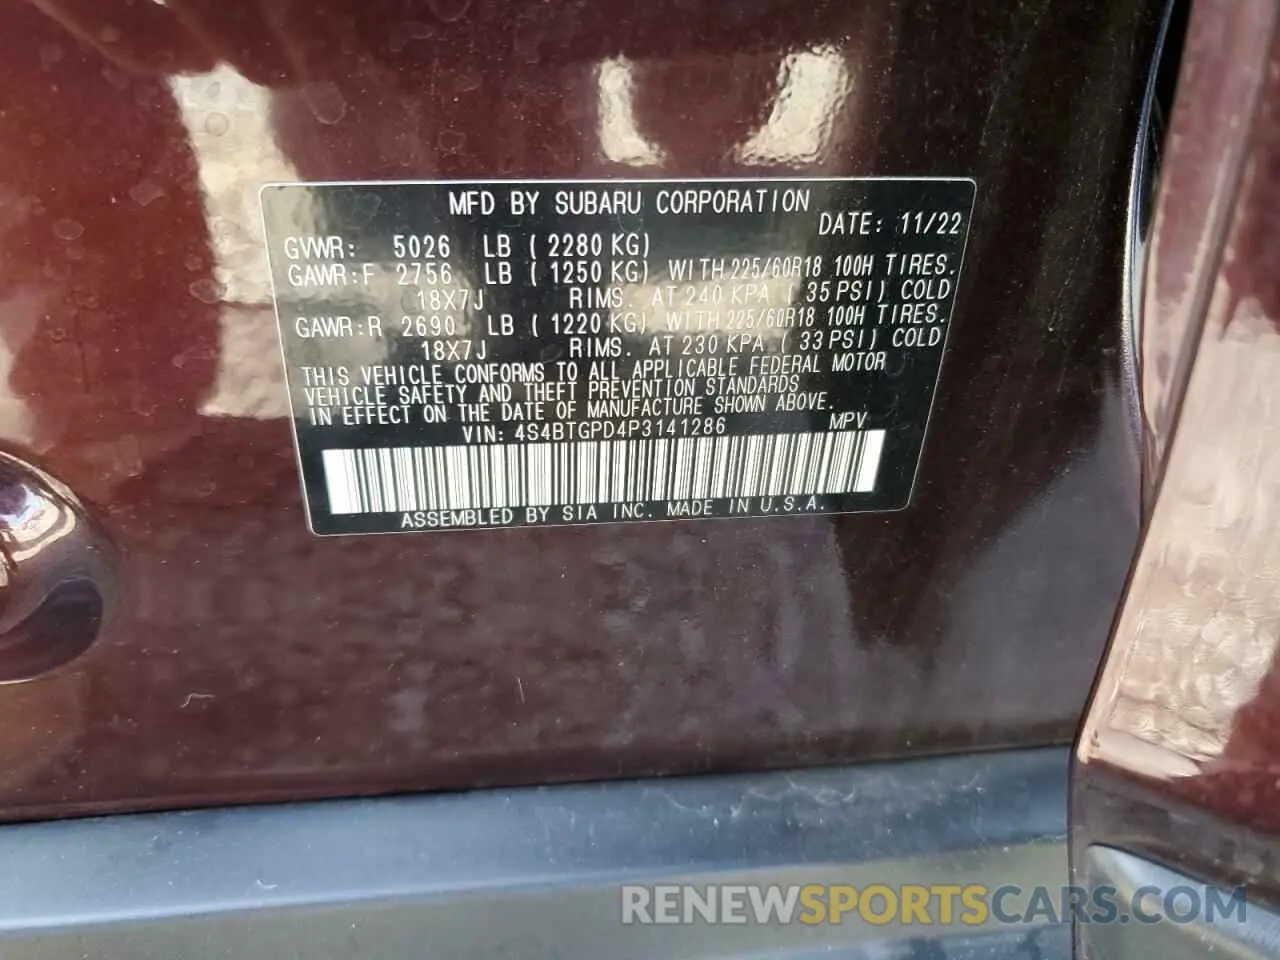 MFD BY SUBARU CORPORATION
DATE: 11/22
GVWR: 5026 LB ( 2280 KG)
GAWR:F 2756 LB ( 1250 KG) WITH 225/60R18 100H TIRES.
18X7J RIMS. AT 240 KPA ( 35 PSI) COLD
GAWR:R 2690 LB ( 1220 KG) WITH 225/60R18 100H TIRES.
18X7J RIMS. AT 230 KPA ( 33 PSI) COLD
THIS VEHICLE CONFORMS TO ALL APPLICABLE FEDERAL MOTOR
VEHICLE SAFETY AND THEFT PREVENTION STANDARDS
IN EFFECT ON THE DATE OF MANUFACTURE SHOWN ABOVE.
VIN: 4S4BTGPD4P3141286 MPV
ASSEMBLED BY SIA INC. MADE IN U.S.A.
RENEWSPORTSCARS.COM